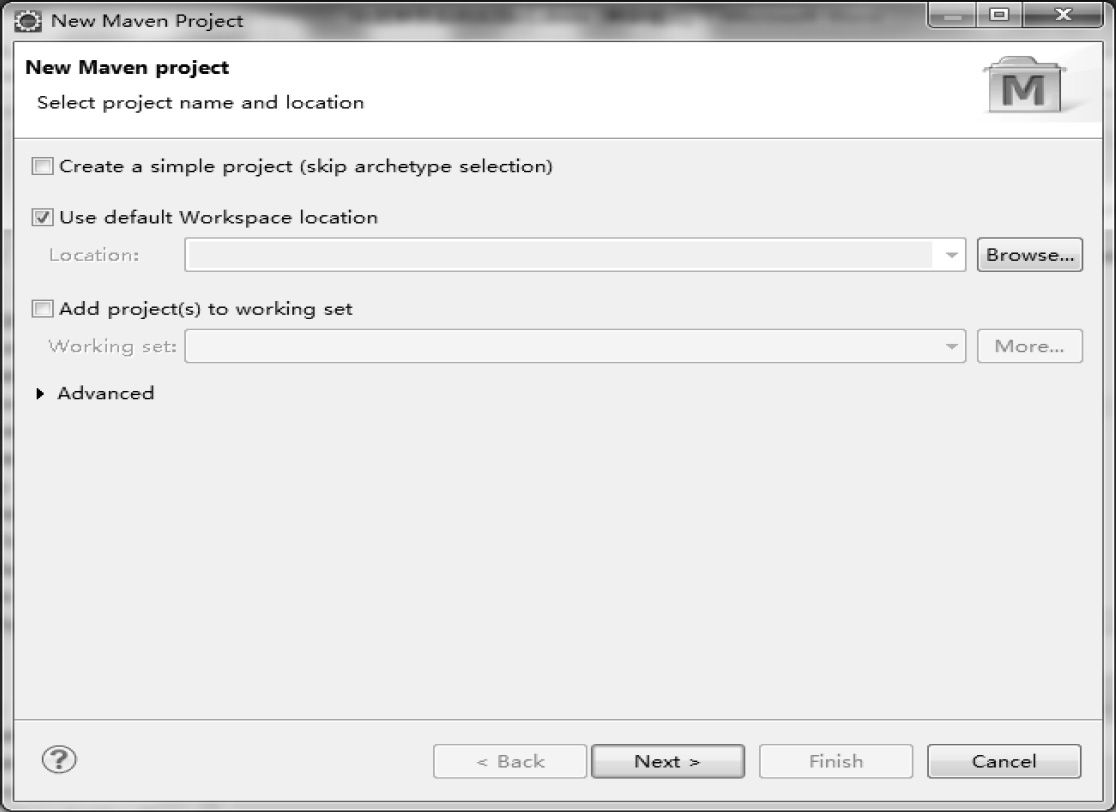 New Maven Project
New Maven project
Select project name and location
M
Create a simple project (skip archetype selection)
Use default Workspace location
Location:
Browse...
Add project(s) to working set
Working set:
More...
Advanced
?
< Back
Next >
Finish
Cancel